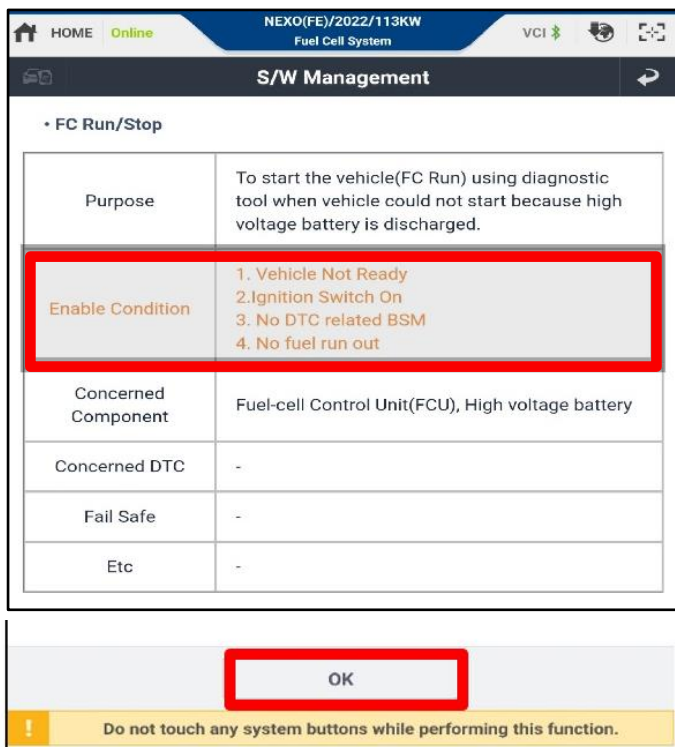 HOME Online
NEXO(FE)/2022/113KW
Fuel Cell System
VCI
S/W Management
• FC Run/Stop
Purpose
To start the vehicle(FC Run) using diagnostic
tool when vehicle could not start because high
voltage battery is discharged.
Enable Condition
1. Vehicle Not Ready
2.Ignition Switch On
3. No DTC related BSM
4. No fuel run out
Concerned
Component
Fuel-cell Control Unit(FCU), High voltage battery
Concerned DTC
-
Fail Safe
-
Etc
-
OK
! Do not touch any system buttons while performing this function.